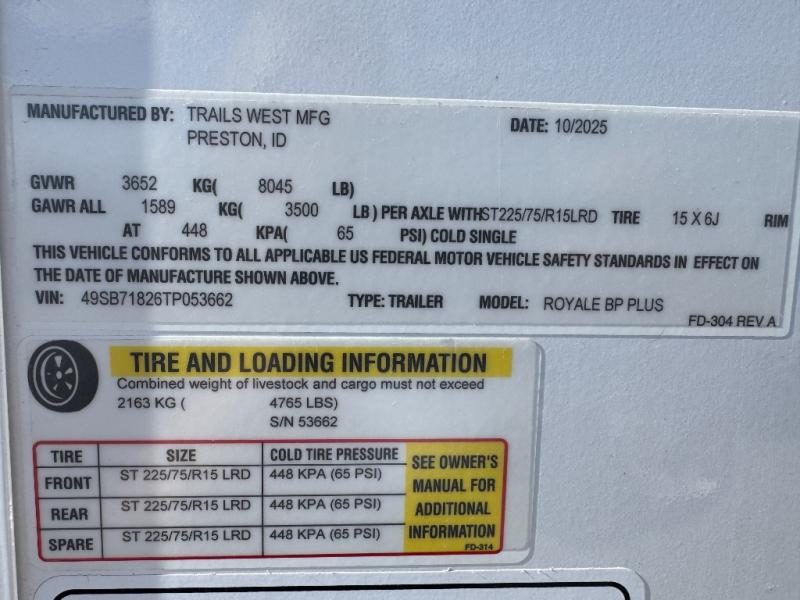 MANUFACTURED BY: TRAILS WEST MFG
PRESTON, ID
DATE: 10/2025
GVWR 3652 KG( 8045 LB)
GAWR ALL 1589 KG( 3500 LB ) PER AXLE WITH ST225/75/R15LRD TIRE 15 X 6J RIM
AT 448 KPA( 65 PSI) COLD SINGLE
THIS VEHICLE CONFORMS TO ALL APPLICABLE US FEDERAL MOTOR VEHICLE SAFETY STANDARDS IN EFFECT ON
THE DATE OF MANUFACTURE SHOWN ABOVE.
VIN: 49SB71826TP053662 TYPE: TRAILER MODEL: ROYALE BP PLUS
FD-304 REV A
TIRE AND LOADING INFORMATION
Combined weight of livestock and cargo must not exceed
2163 KG ( 4765 LBS)
S/N 53662
TIRE SIZE COLD TIRE PRESSURE
FRONT ST 225/75/R15 LRD 448 KPA (65 PSI)
REAR ST 225/75/R15 LRD 448 KPA (65 PSI)
SPARE ST 225/75/R15 LRD 448 KPA (65 PSI)
SEE OWNER'S
MANUAL FOR
ADDITIONAL
INFORMATION
FD-314